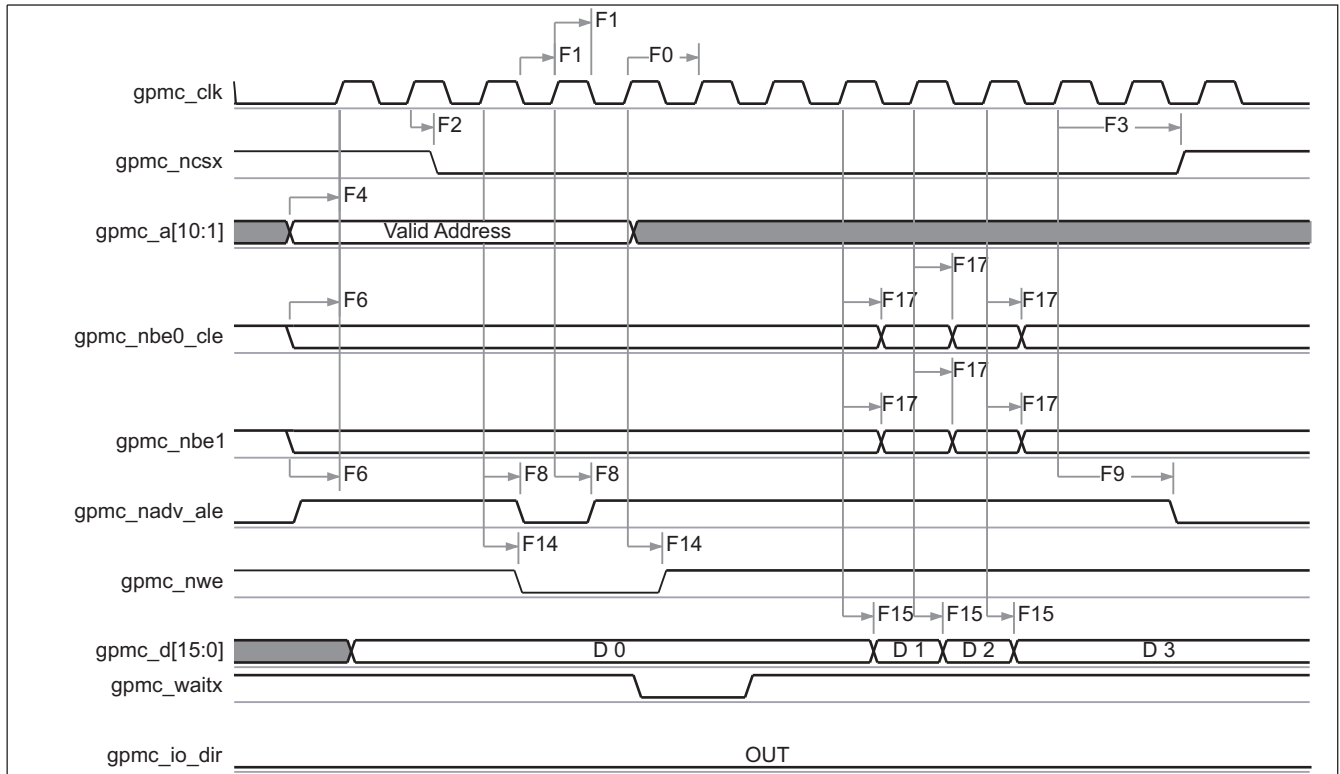 F1
F1 F0
gpmc_clk
F2 F3
gpmc_ncsx
F4
gpmc_a[10:1] Valid Address
F17
F6 F17 F17
gpmc_nbe0_cle
F17
F17 F17
gpmc_nbe1
F6 F8 F8 F9
gpmc_nadv_ale
F14 F14
gpmc_nwe
F15 F15 F15
gpmc_d[15:0] D 0 D 1 D 2 D 3
gpmc_waitx
gpmc_io_dir OUT